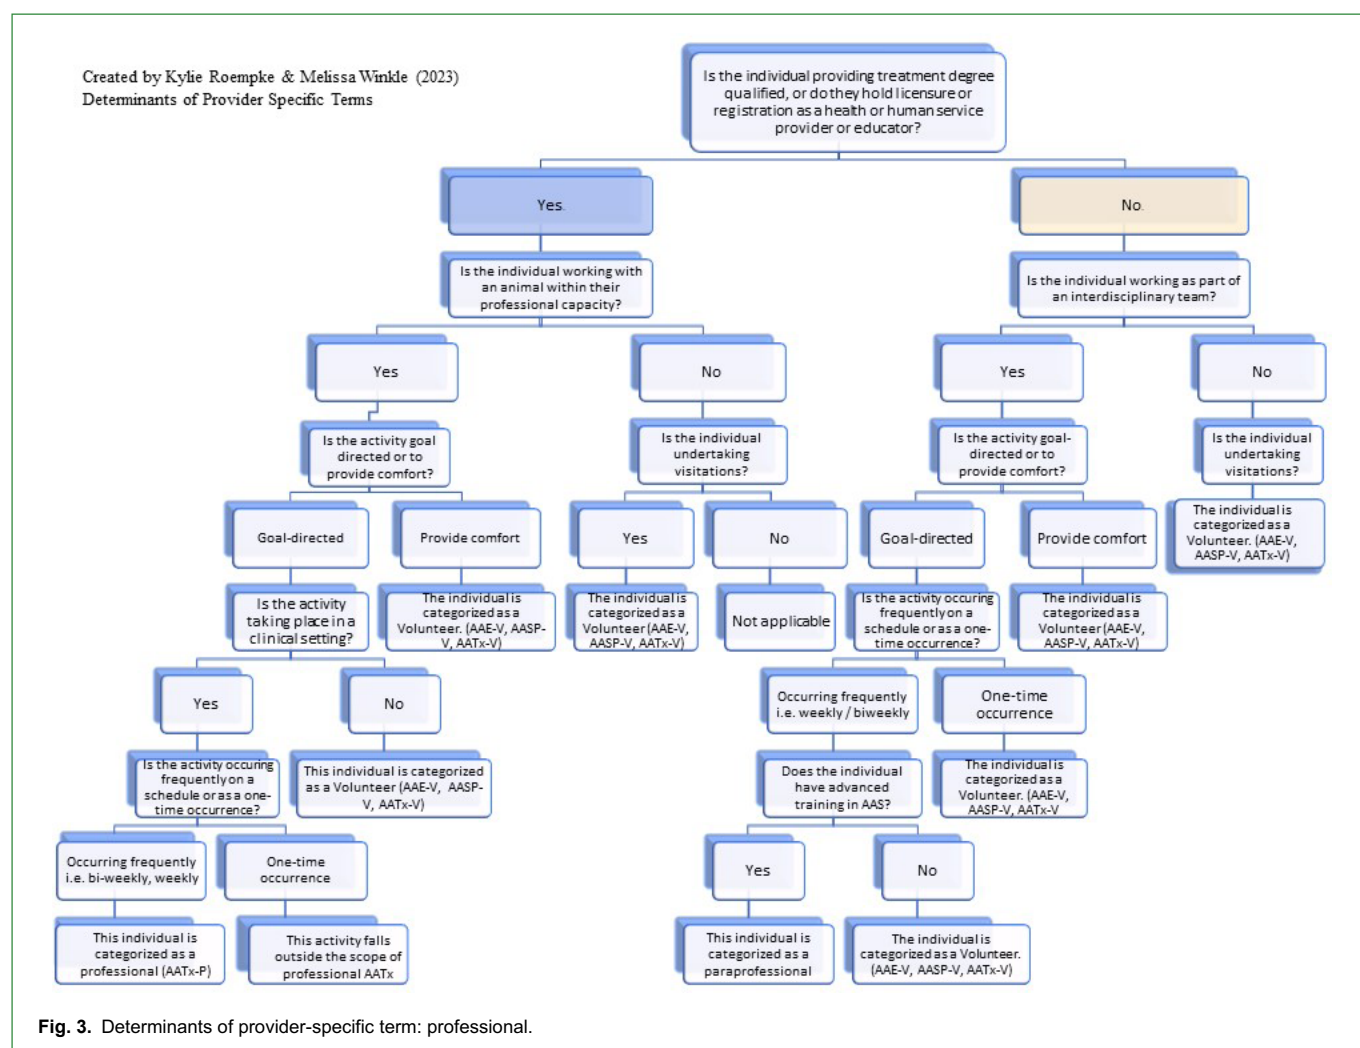 Created by Kylie Roempke & Melissa Winkle (2023)
Determinants of Provider Specific Terms
Is the individual providing treatment degree
qualified, or do they hold licensure or
registration as a health or human service
provider or educator?
Yes.
No.
Is the individual working with
an animal within their
professional capacity?
Is the individual working as part of
an interdisciplinary team?
Yes
No
Yes
No
Is the activity goal
directed or to
provide comfort?
Is the individual
undertaking
visitations?
Is the activity goal-
directed or to
provide comfort?
Is the individual
undertaking
visitations?
Goal-directed
Provide comfort
Yes
No
Goal-directed
Provide comfort
The individual is
categorized as a
Volunteer. (AAE-V,
AASP-V, AATx-V)
Is the activity
taking place in a
clinical setting?
The individual is
categorized as a
Volunteer. (AAE-V, AASP-
V, AATx-V)
The individual is
categorized as a
Volunteer (AAE-V,
AASP-V, AATx-V)
Not applicable
Is the activity occuring
frequently on a
schedule or as a one-
time occurrence?
The individual is
categorized as a
Volunteer (AAE-V,
AASP-V, AATx-V)
Yes
No
Occurring frequently
i.e. weekly / biweekly
One-time
occurrence
Is the activity occuring
frequently on a
schedule or as a one-
time occurrence?
This individual is categorized
as a Volunteer (AAE-V, AASP-
V, AATx-V)
Does the individual
have advanced
training in AAS?
The individual is
categorized as a
Volunteer. (AAE-V,
AASP-V, AATx-V
Occurring frequently
i.e. bi-weekly, weekly
One-time
occurrence
Yes
No
This individual is
categorized as a
professional (AATx-P)
This activity falls
outside the scope of
professional AATx
This individual is
categorized as a
paraprofessional
The individual is
categorized as a Volunteer.
(AAE-V, AASP-V, AATx-V)
Fig. 3. Determinants of provider-specific term: professional.